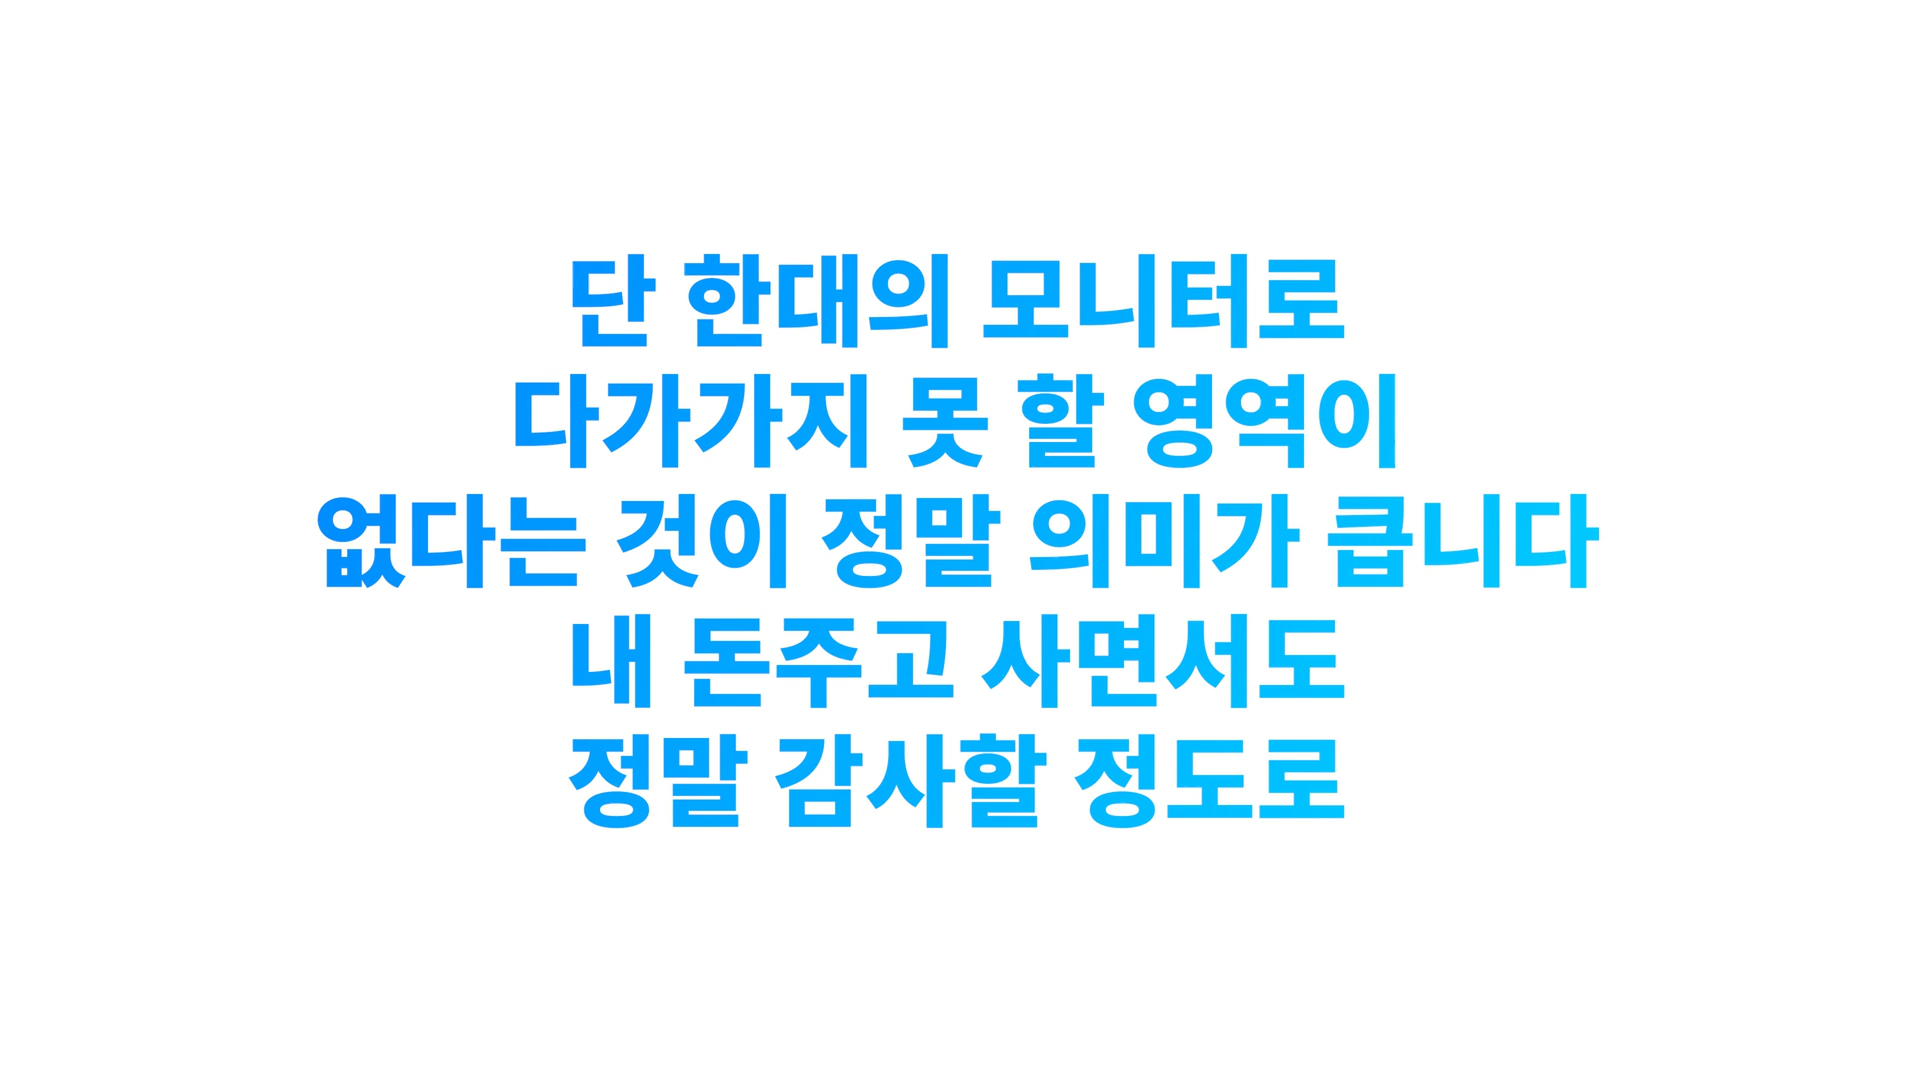 단 한대의 모니터로
다가가지 못 할 영역이
없다는 것이 정말 의미가 큽니다
내 돈주고 사면서도
정말 감사할 정도로